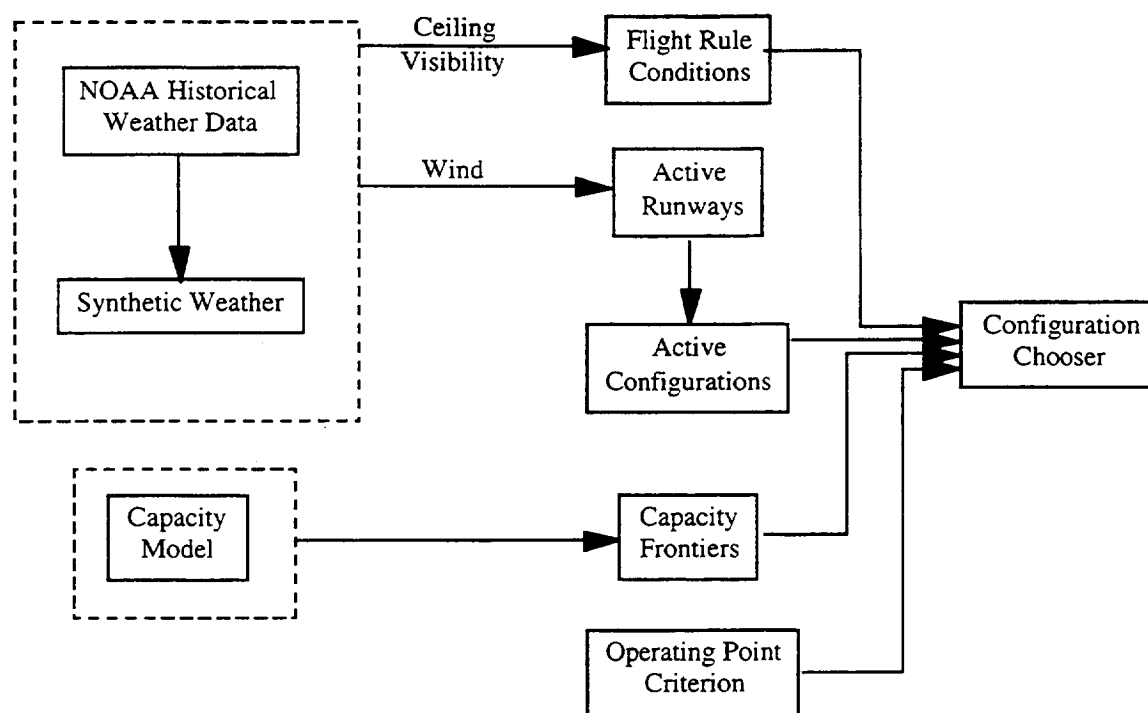 Ceiling
Visibility
Flight Rule
Conditions
NOAA Historical
Weather Data
Wind
Active
Runways
Synthetic Weather
Active
Configurations
Configuration
Chooser
Capacity
Model
Capacity
Frontiers
Operating Point
Criterion